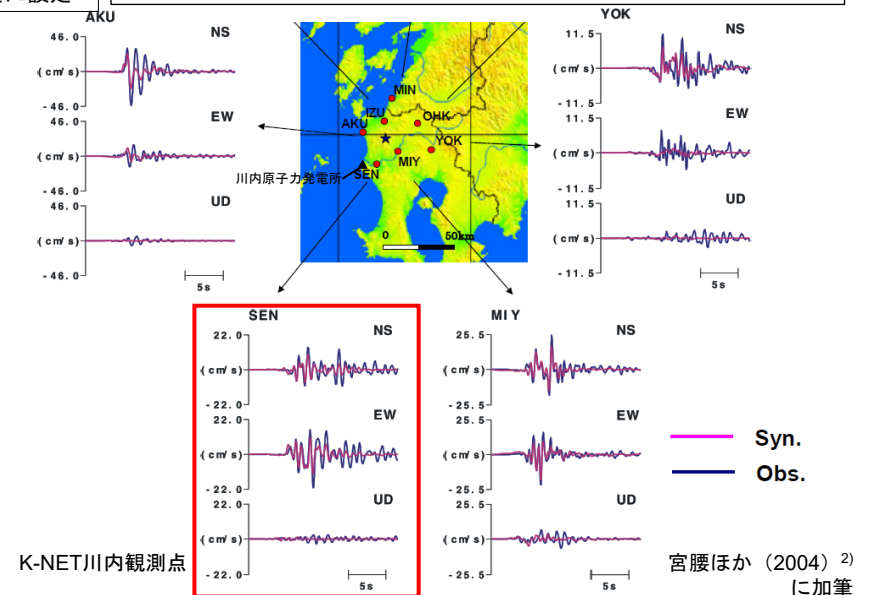 に設定
AKU
NS
46.0
(cm/s)
-46.0
EW
46.0
(cm/s)
-46.0
UD
46.0
(cm/s)
-46.0
5s
MIN
IZU
OHK
AKU
YOK
MIY
SEN
川内原子力発電所
0 50km
YOK
NS
11.5
(cm/s)
-11.5
EW
11.5
(cm/s)
-11.5
UD
11.5
(cm/s)
-11.5
5s
SEN
NS
22.0
(cm/s)
-22.0
EW
22.0
(cm/s)
-22.0
UD
22.0
(cm/s)
-22.0
5s
MIY
NS
25.5
(cm/s)
-25.5
EW
25.5
(cm/s)
-25.5
UD
25.5
(cm/s)
-25.5
5s
Syn.
Obs.
K-NET川内観測点
宮腰ほか（2004）2)
に加筆